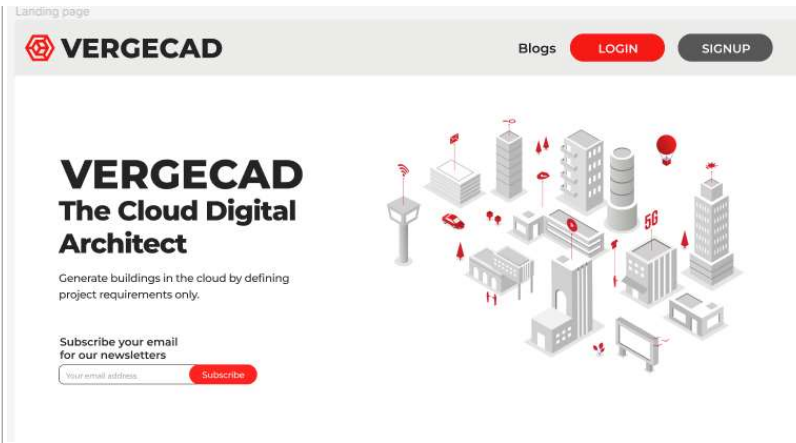 Landing page
VERGECAD
Blogs
LOGIN
SIGNUP
VERGECAD
The Cloud Digital
Architect
Generate buildings in the cloud by defining
project requirements only.
Subscribe your email
for our newsletters
Your email address
Subscribe
5G